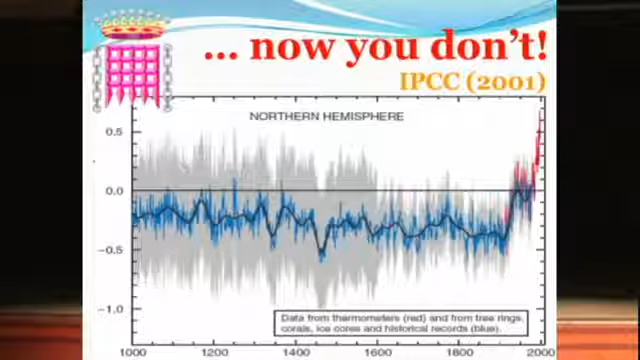 ... now you don't!
IPCC (2001)
NORTHERN HEMISPHERE
0.5
0.0
−0.5
−1.0
Data from thermometers (red) and from tree rings,
corals, ice cores and historical records (blue).
1000 1200 1400 1600 1800 2000